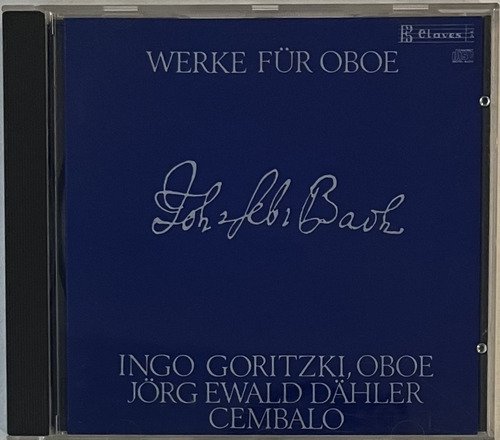 Claves
WERKE FÜR OBOE
Joh. Seb. Bach
INGO GORITZKI, OBOE
JÖRG EWALD DÄHLER
CEMBALO